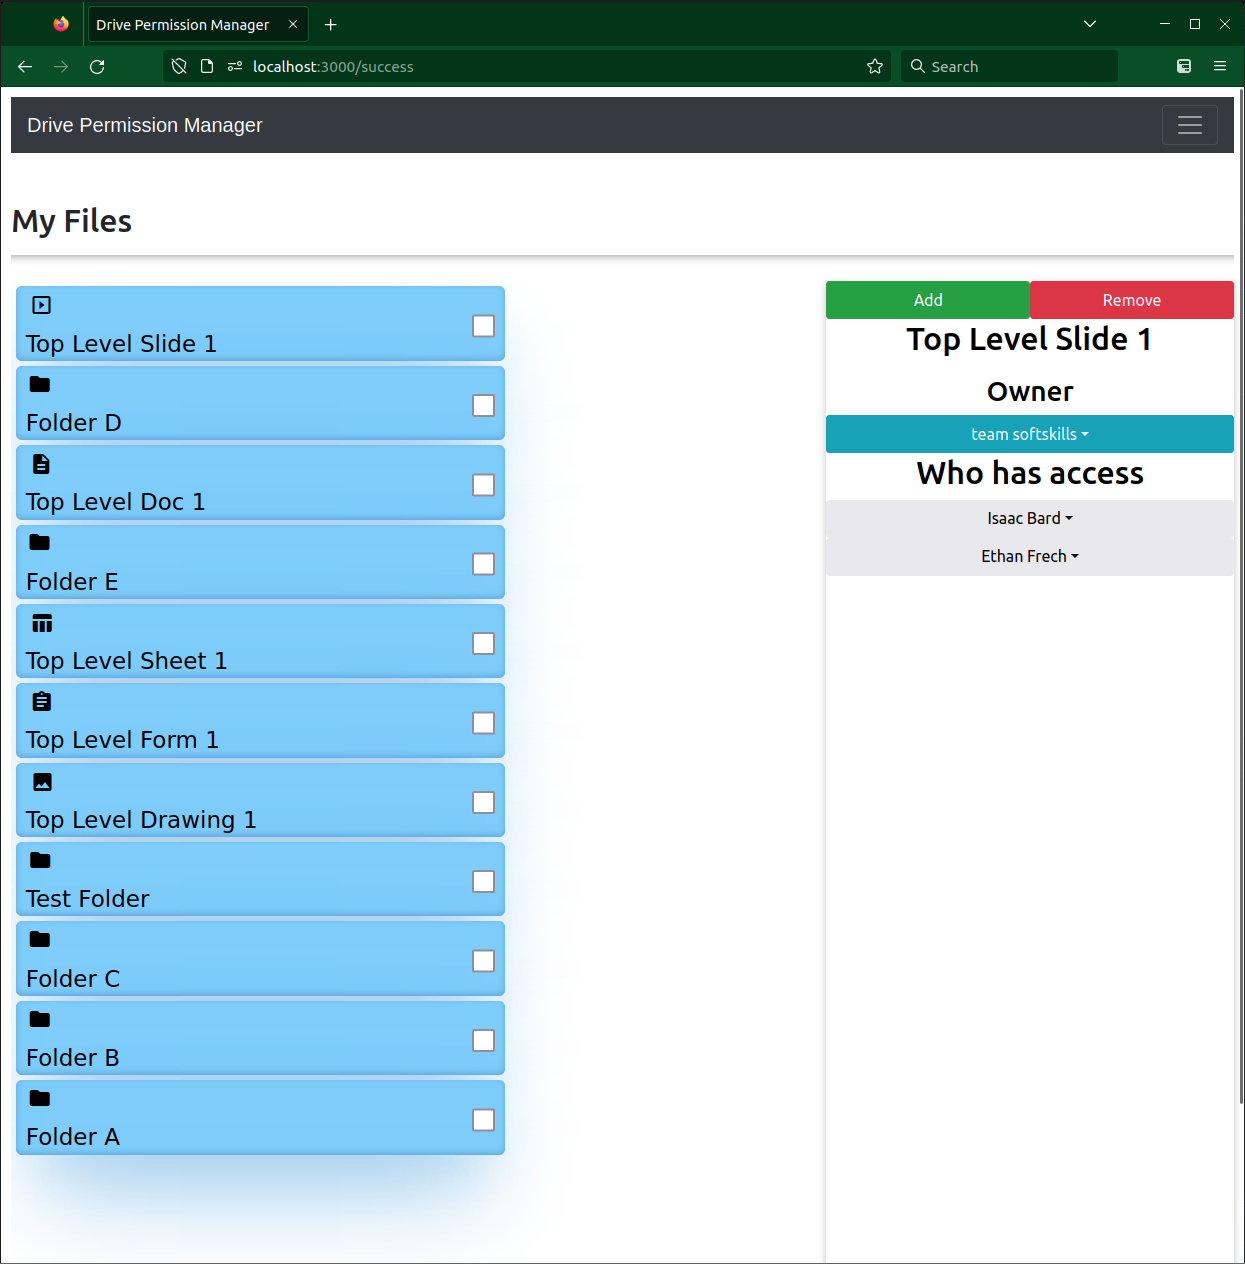 Drive Permission Manager
localhost:3000/success
Search
Drive Permission Manager
My Files
Top Level Slide 1
Folder D
Top Level Doc 1
Folder E
Top Level Sheet 1
Top Level Form 1
Top Level Drawing 1
Test Folder
Folder C
Folder B
Folder A
Add Remove
Top Level Slide 1
Owner
team softskills
Who has access
Isaac Bard
Ethan Frech